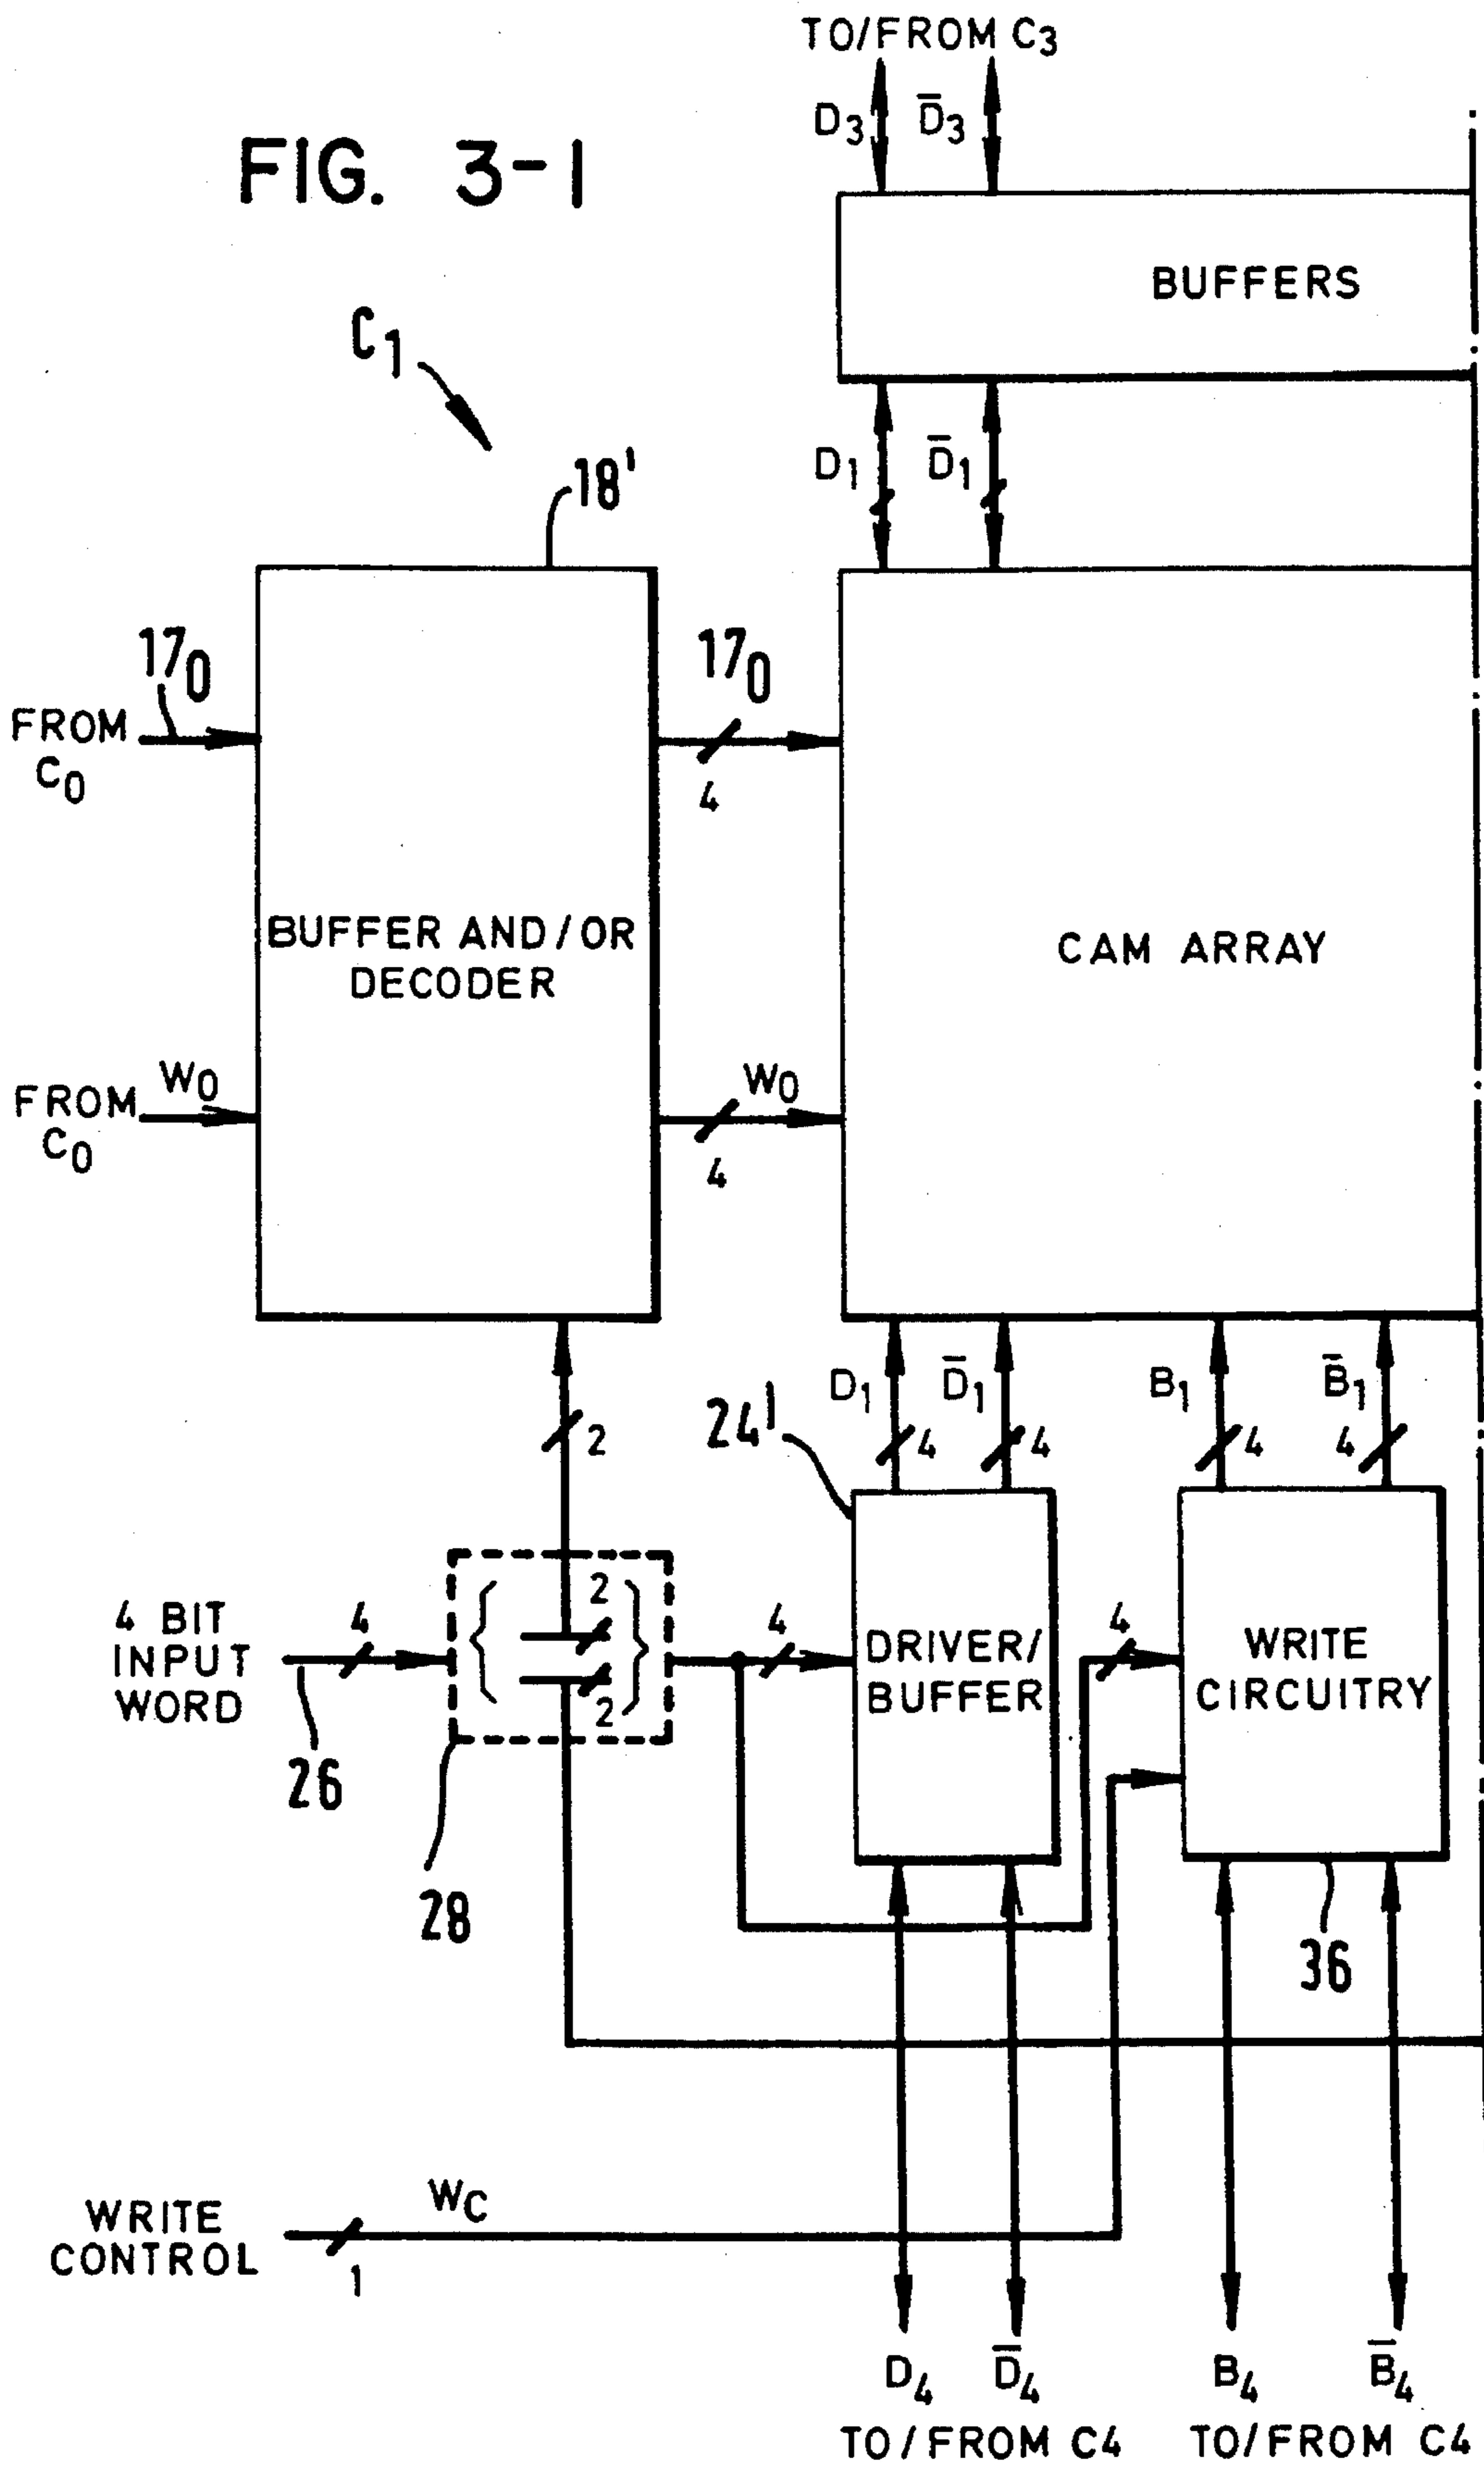 TO/FROM C3
D3 D̄3
FIG. 3-1
BUFFERS
C1
D1 D̄1
18'
170
170
FROM
C0
4
BUFFER AND/OR
DECODER
CAM ARRAY
W0
W0
FROM
C0
4
D1 D̄1 B1 B̄1
24'
2
4 4 4 4
4 BIT
INPUT
WORD
4
{ 2 2 }
4
4
DRIVER/
BUFFER
WRITE
CIRCUITRY
26
28
36
WC
WRITE
CONTROL
1
D4 D̄4 B4 B̄4
TO/FROM C4 TO/FROM C4